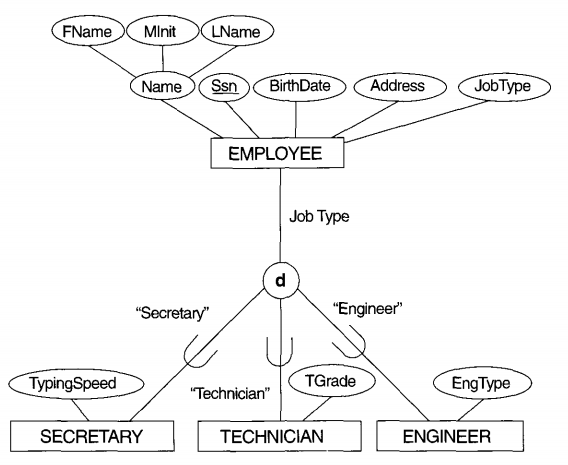 FName MInit LName
Name Ssn BirthDate Address JobType
EMPLOYEE
Job Type
d
"Secretary" "Engineer"
TypingSpeed "Technician" TGrade EngType
SECRETARY TECHNICIAN ENGINEER